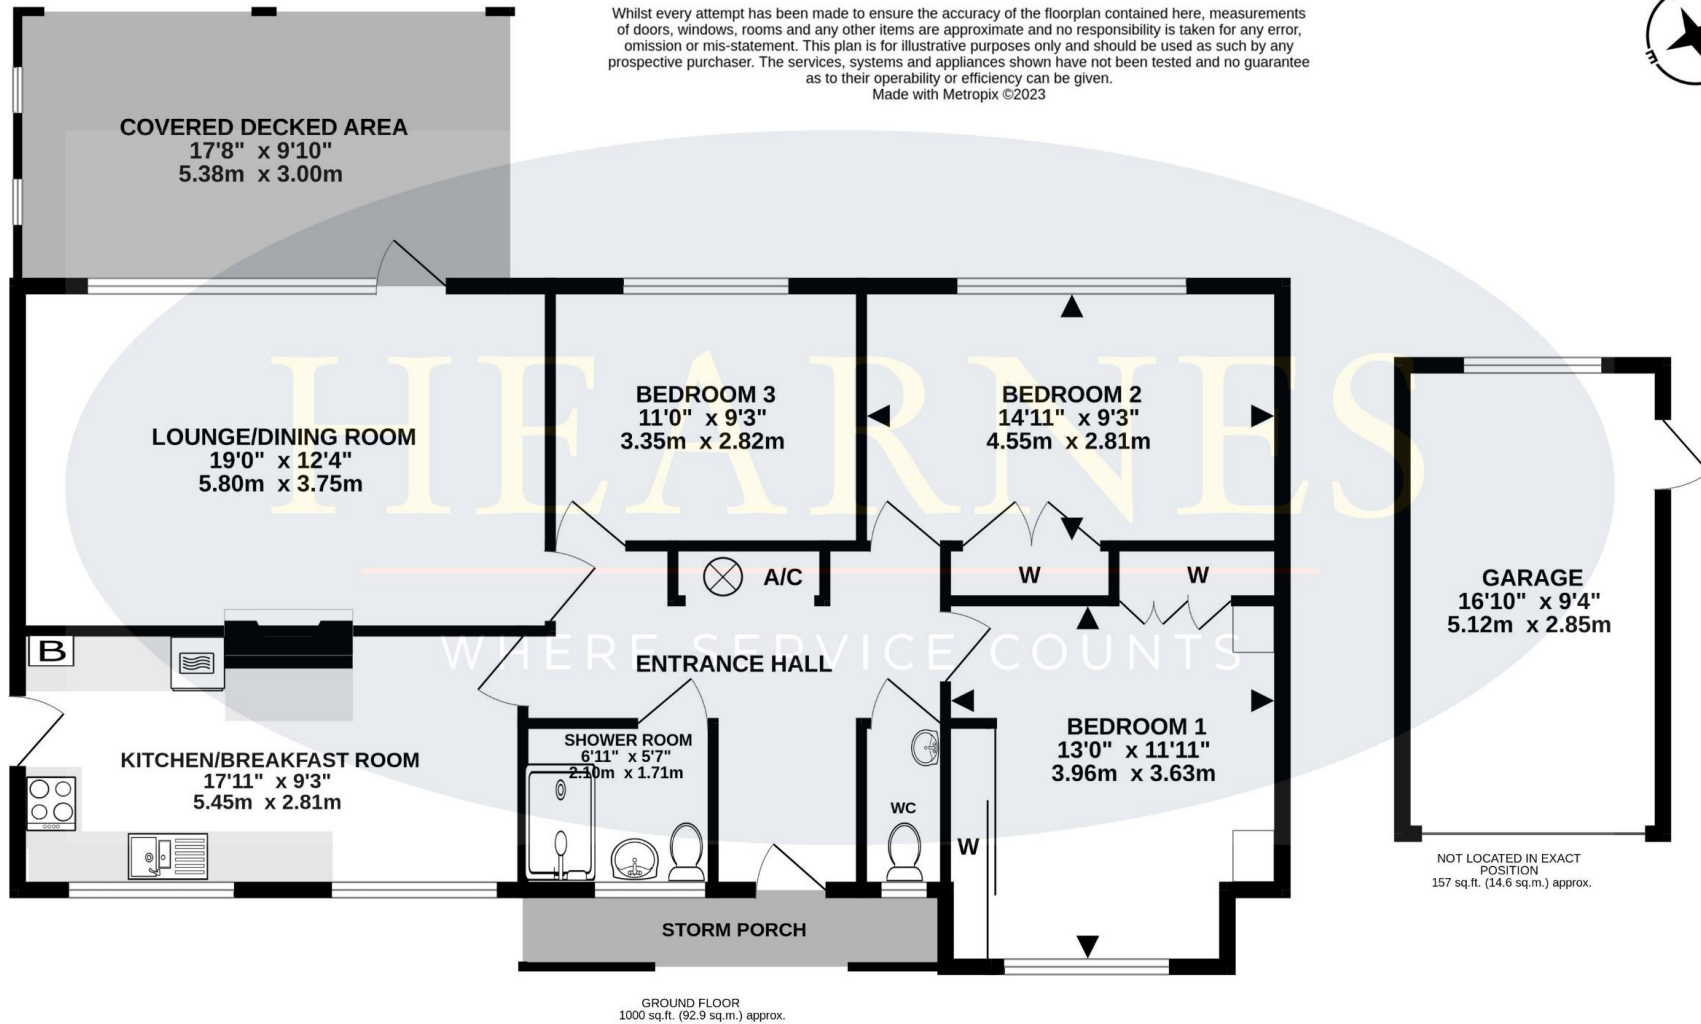 Whilst every attempt has been made to ensure the accuracy of the floorplan contained here, measurements
of doors, windows, rooms and any other items are approximate and no responsibility is taken for any error,
omission or mis-statement. This plan is for illustrative purposes only and should be used as such by any
prospective purchaser. The services, systems and appliances shown have not been tested and no guarantee
as to their operability or efficiency can be given.
Made with Metropix ©2023
E
COVERED DECKED AREA
17'8" x 9'10"
5.38m x 3.00m
HEARNES
WHERE SERVICE COUNTS
LOUNGE/DINING ROOM
19'0" x 12'4"
5.80m x 3.75m
BEDROOM 3
11'0" x 9'3"
3.35m x 2.82m
BEDROOM 2
14'11" x 9'3"
4.55m x 2.81m
A/C
W
W
GARAGE
16'10" x 9'4"
5.12m x 2.85m
B
ENTRANCE HALL
KITCHEN/BREAKFAST ROOM
17'11" x 9'3"
5.45m x 2.81m
SHOWER ROOM
6'11" x 5'7"
2.10m x 1.71m
WC
BEDROOM 1
13'0" x 11'11"
3.96m x 3.63m
W
STORM PORCH
NOT LOCATED IN EXACT
POSITION
157 sq.ft. (14.6 sq.m.) approx.
GROUND FLOOR
1000 sq.ft. (92.9 sq.m.) approx.